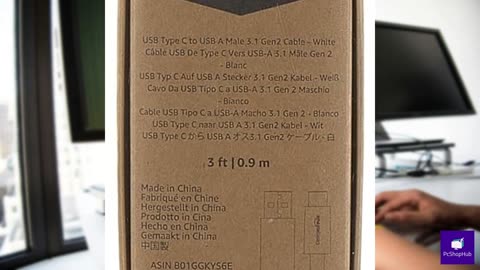 USB Type C to USB A Male 3.1 Gen2 Cable – White
Câble USB De Type C Vers USB-A 3.1 Mâle Gen 2
- Blanc
USB Typ C Auf USB A Stecker 3.1 Gen2 Kabel – Weiß
Cavo Da USB Tipo C a USB-A 3.1 Gen 2 Maschio -
Bianco
Cable USB Tipo C a USB-A Macho 3.1 Gen 2 - Blanco
USB Type C naar USB A 3.1 Gen2 Kabel – Wit
USB Type C から USB A オス3.1 Gen2 ケーブル - 白
3 ft | 0.9 m
Made in China
Fabriqué en Chine
Hergestellt in China
Prodotto in Cina
Hecho en China
Gemaakt in China
中国製
ASIN B01GGKYS6E
PcShopHub